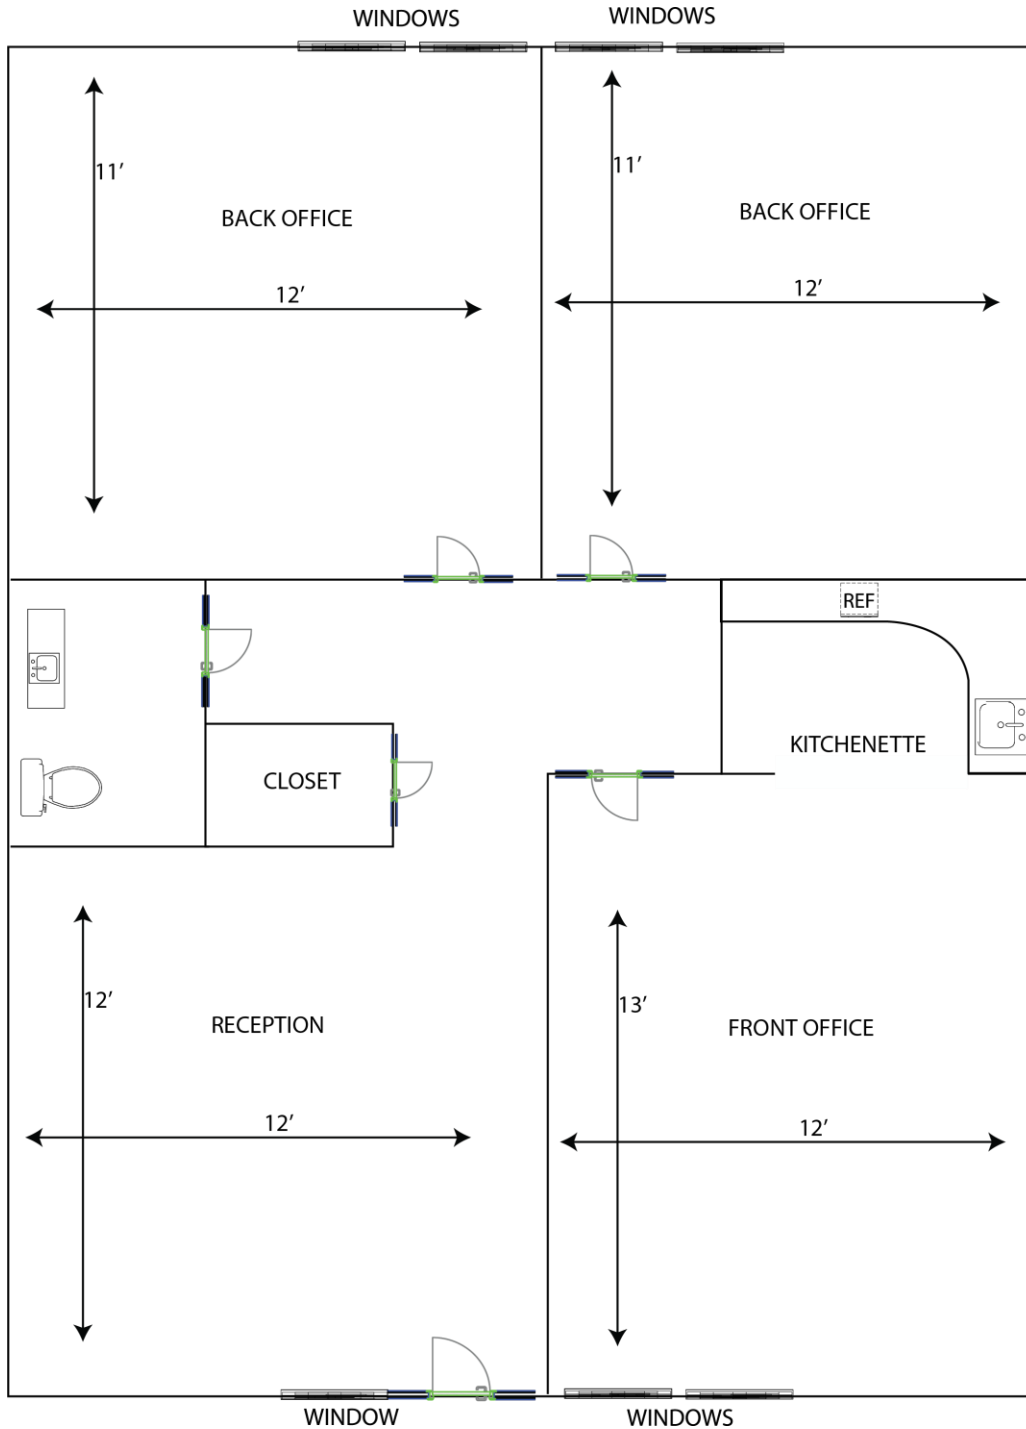 WINDOWS
WINDOWS
11’
11’
BACK OFFICE
BACK OFFICE
12’
12’
REF
KITCHENETTE
CLOSET
12’
13’
RECEPTION
FRONT OFFICE
12’
12’
WINDOW
WINDOWS